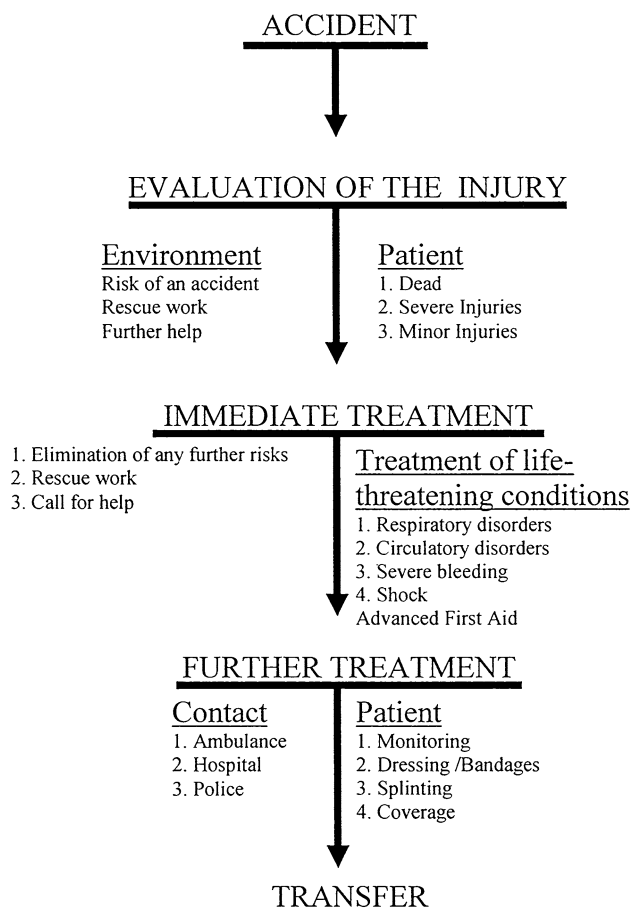 ACCIDENT
EVALUATION OF THE INJURY
Environment
Risk of an accident
Rescue work
Further help
Patient
1. Dead
2. Severe Injuries
3. Minor Injuries
IMMEDIATE TREATMENT
1. Elimination of any further risks
2. Rescue work
3. Call for help
Treatment of life-
threatening conditions
1. Respiratory disorders
2. Circulatory disorders
3. Severe bleeding
4. Shock
Advanced First Aid
FURTHER TREATMENT
Contact
1. Ambulance
2. Hospital
3. Police
Patient
1. Monitoring
2. Dressing /Bandages
3. Splinting
4. Coverage
TRANSFER